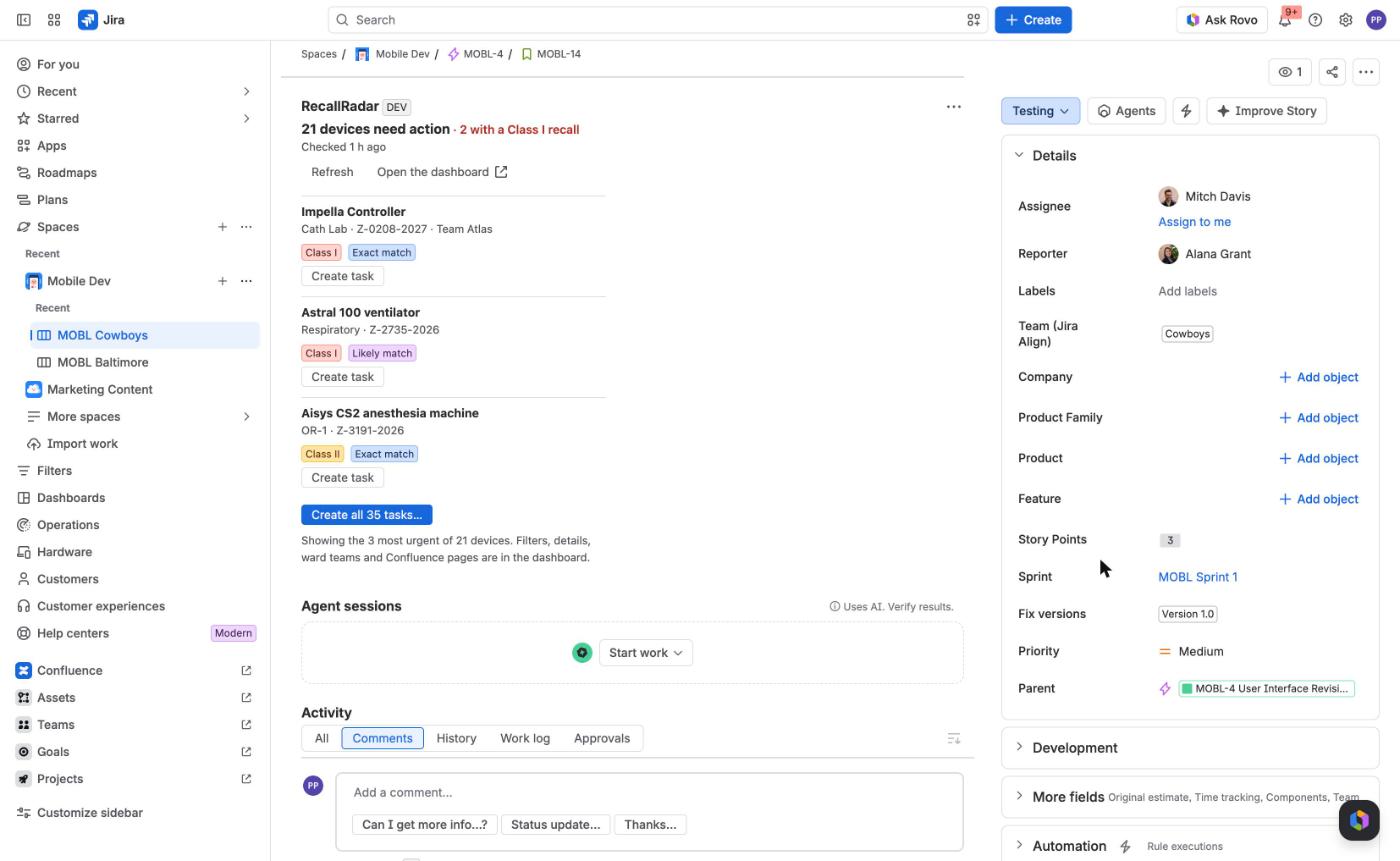 Jira
Search
+ Create
Ask Rovo
9+
PP
For you
Recent
Starred
Apps
Roadmaps
Plans
Spaces
Recent
Mobile Dev
Recent
MOBL Cowboys
MOBL Baltimore
Marketing Content
More spaces
Import work
Filters
Dashboards
Operations
Hardware
Customers
Customer experiences
Help centers
Modern
Confluence
Assets
Teams
Goals
Projects
Customize sidebar
Spaces / Mobile Dev / MOBL-4 / MOBL-14
RecallRadar DEV
21 devices need action · 2 with a Class I recall
Checked 1 h ago
Refresh Open the dashboard
Impella Controller
Cath Lab · Z-0208-2027 · Team Atlas
Class I Exact match
Create task
Astral 100 ventilator
Respiratory · Z-2735-2026
Class I Likely match
Create task
Aisys CS2 anesthesia machine
OR-1 · Z-3191-2026
Class II Exact match
Create task
Create all 35 tasks...
Showing the 3 most urgent of 21 devices. Filters, details,
ward teams and Confluence pages are in the dashboard.
Agent sessions
Uses AI. Verify results.
Start work
Activity
All Comments History Work log Approvals
PP
Add a comment...
Can I get more info...? Status update... Thanks...
1
Testing Agents Improve Story
Details
Assignee
Mitch Davis
Assign to me
Reporter
Alana Grant
Labels
Add labels
Team (Jira
Align)
Cowboys
Company
+ Add object
Product Family
+ Add object
Product
+ Add object
Feature
+ Add object
Story Points
3
Sprint
MOBL Sprint 1
Fix versions
Version 1.0
Priority
Medium
Parent
MOBL-4 User Interface Revisi...
Development
More fields Original estimate, Time tracking, Components, Team
Automation Rule executions